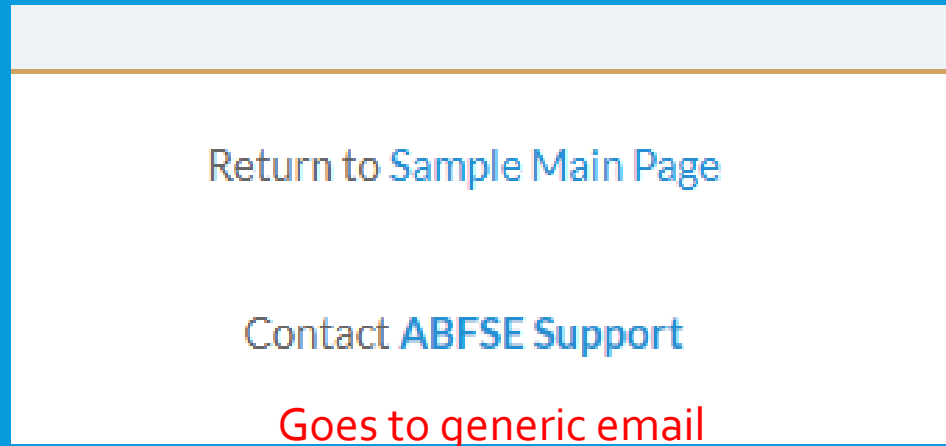 Return to Sample Main Page
Contact ABFSE Support
Goes to generic email